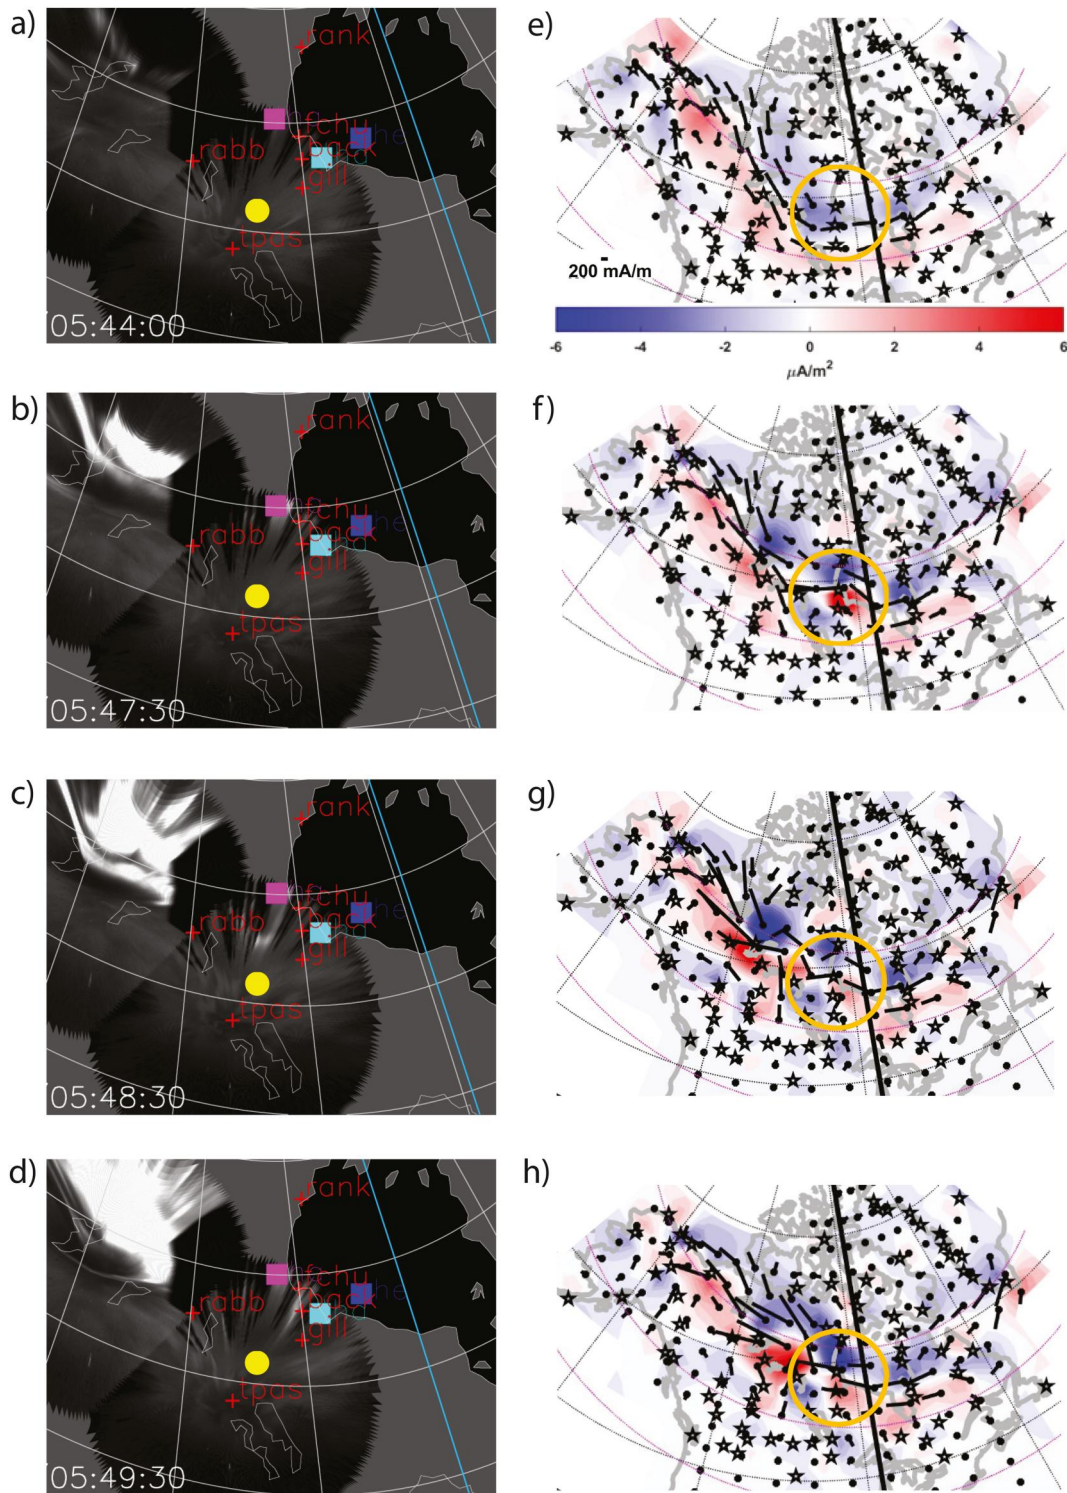 a)
rank
fchu
back
rabb
gill
tpas
05:44:00
e)
200 mA/m
-6 -4 -2 0 2 4 6
μA/m²
b)
rank
fchu
back
rabb
gill
tpas
05:47:30
f)
c)
rank
fchu
back
rabb
gill
tpas
05:48:30
g)
d)
rank
fchu
back
rabb
gill
tpas
05:49:30
h)